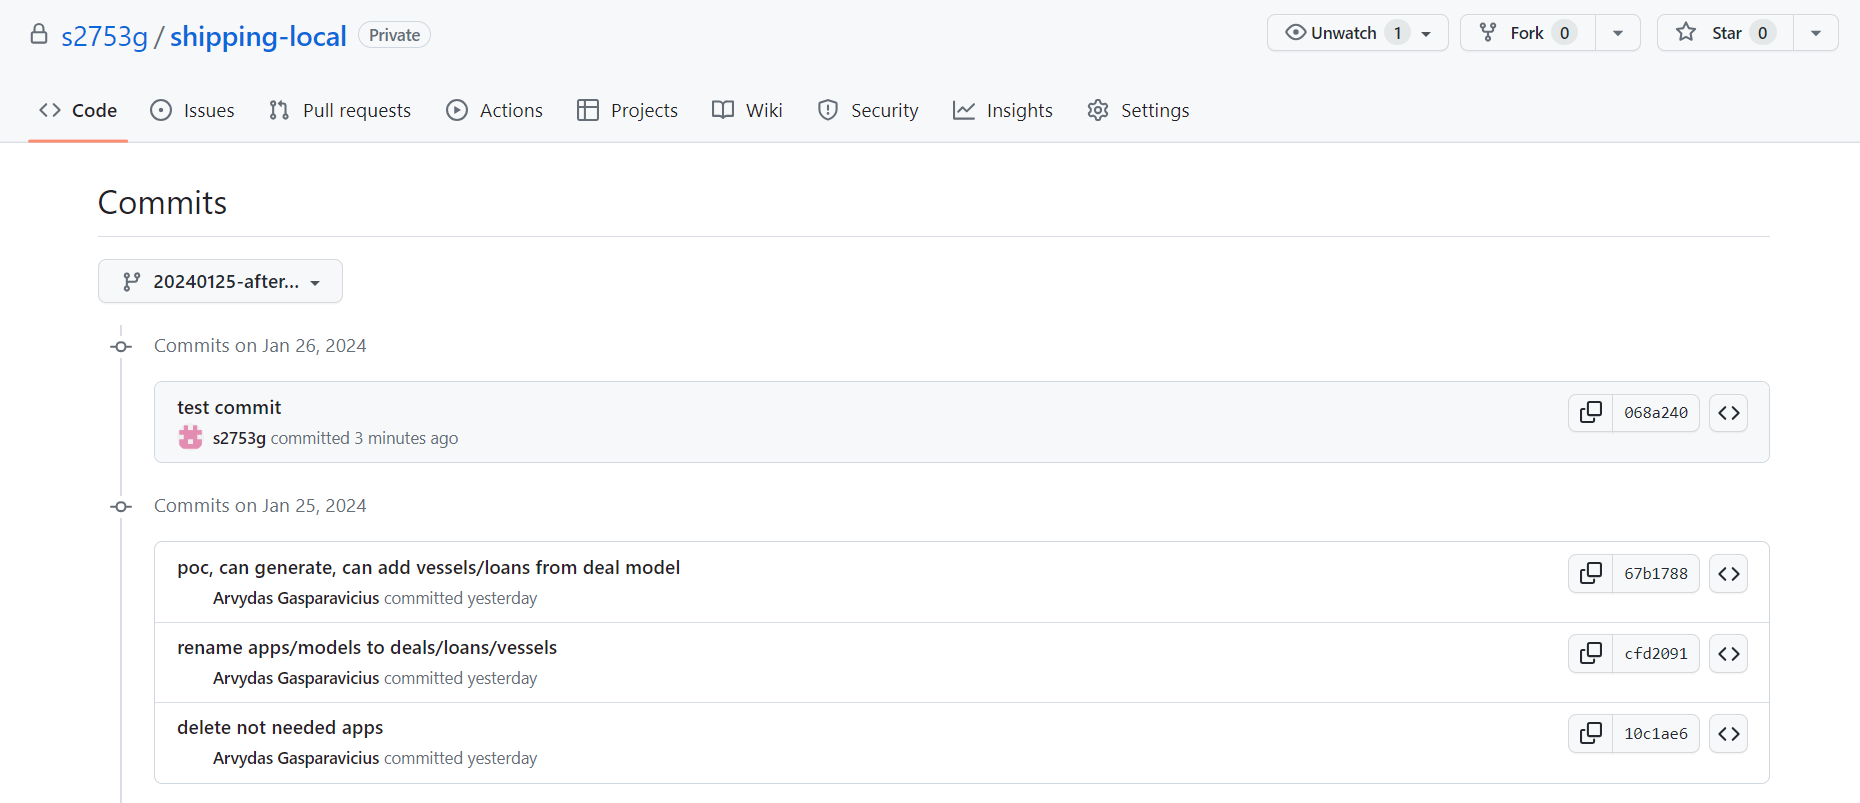 s2753g / shipping-local Private
Unwatch 1
Fork 0
Star 0
Code Issues Pull requests Actions Projects Wiki Security Insights Settings
Commits
20240125-after...
Commits on Jan 26, 2024
test commit
068a240
s2753g committed 3 minutes ago
Commits on Jan 25, 2024
poc, can generate, can add vessels/loans from deal model
67b1788
Arvydas Gasparavicius committed yesterday
rename apps/models to deals/loans/vessels
cfd2091
Arvydas Gasparavicius committed yesterday
delete not needed apps
10c1ae6
Arvydas Gasparavicius committed yesterday